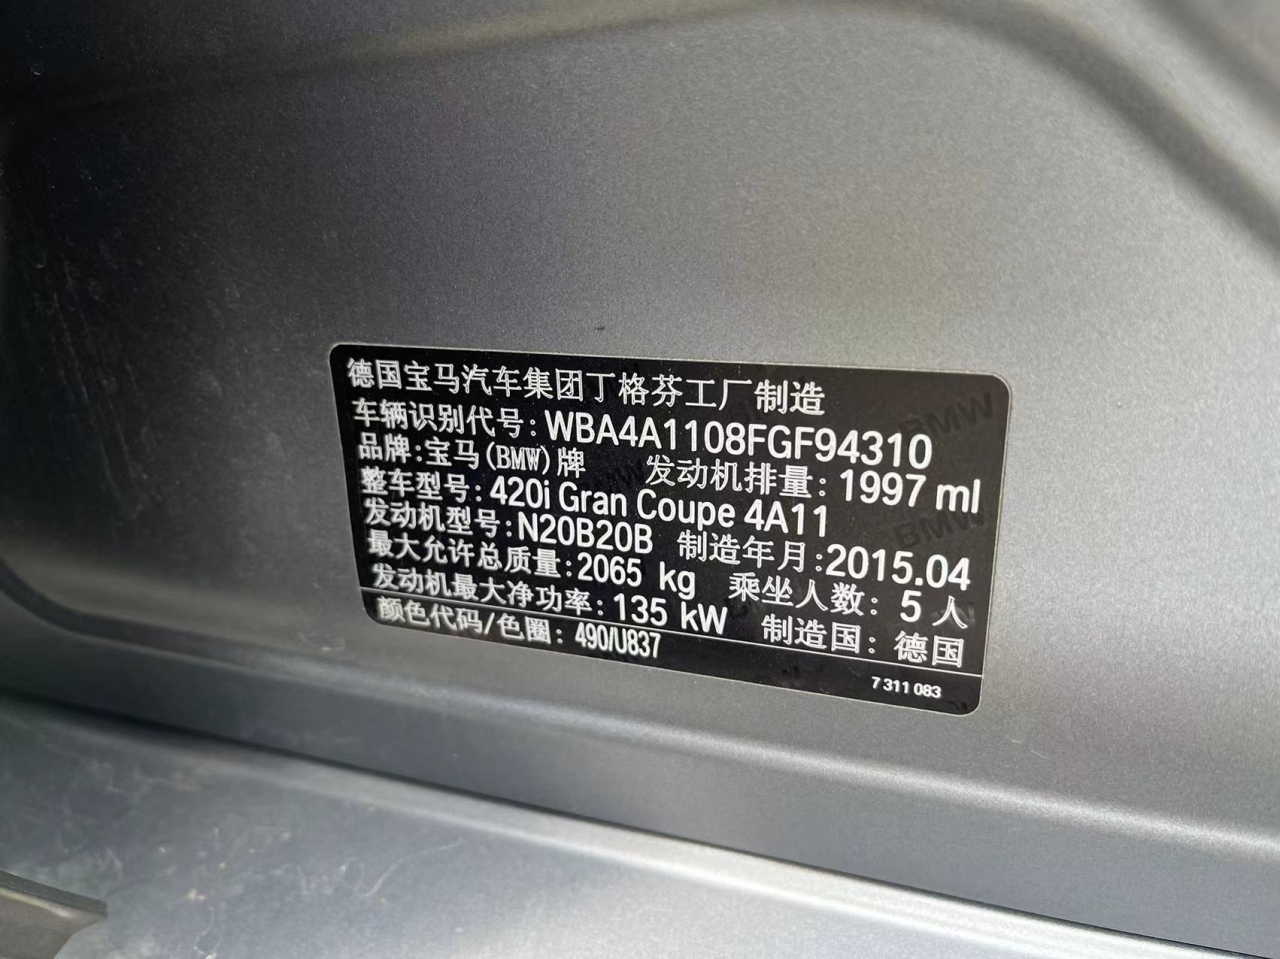 德国宝马汽车集团丁格芬工厂制造
车辆识别代号: WBA4A1108FGF94310
品牌: 宝马(BMW)牌 发动机排量: 1997 ml
整车型号: 420i Gran Coupe 4A11
发动机型号: N20B20B 制造年月: 2015.04
最大允许总质量: 2065 kg 乘坐人数: 5 人
发动机最大净功率: 135 kW 制造国: 德国
颜色代码/色圈: 490/U837
7 311 083
BMW
BMW